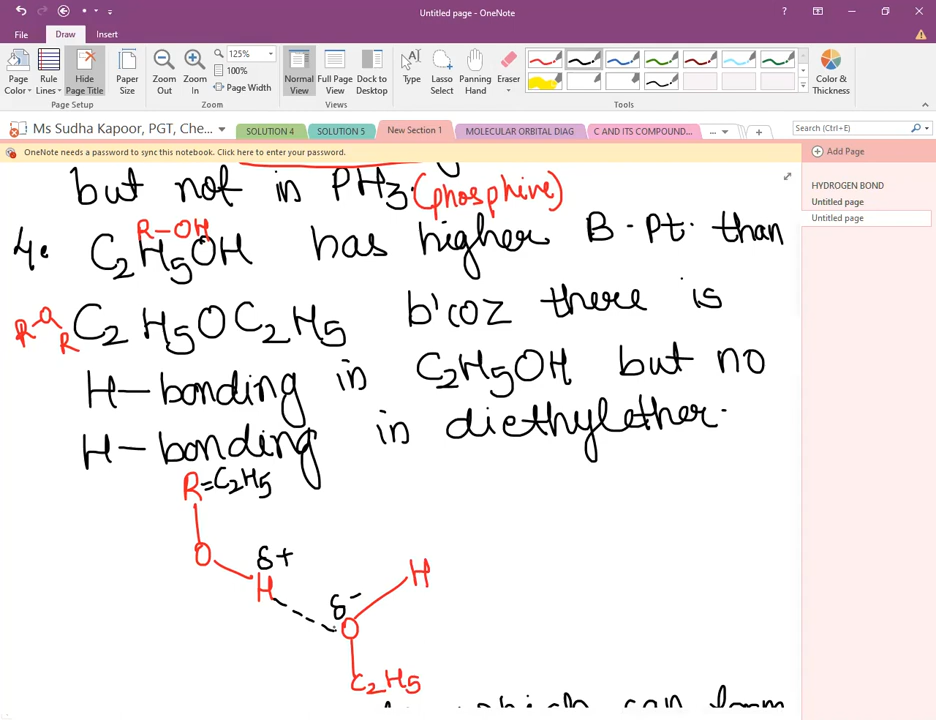 Untitled page - OneNote
File Draw Insert
Page Color
Rule Lines
Hide Page Title
Paper Size
Zoom Out
Zoom In
125%
100%
Page Width
Normal View
Full Page View
Dock to Desktop
Type
Lasso Select
Panning Hand
Eraser
Color & Thickness
Page Setup Zoom Views Tools
Ms Sudha Kapoor, PGT, Che... SOLUTION 4 SOLUTION 5 New Section 1 MOLECULAR ORBITAL DIAG C AND ITS COMPOUND... ... Search (Ctrl+E)
OneNote needs a password to sync this notebook. Click here to enter your password.
Add Page
HYDROGEN BOND
Untitled page
Untitled page
but not in PH3. (phosphine)
R-OH
4. C2H5OH has higher B.Pt. than
R O R
C2H5OC2H5 b'coz there is
H-bonding in C2H5OH but no
H-bonding in diethylether.
R=C2H5
O δ+
H H
δ-
O
C2H5
which can form